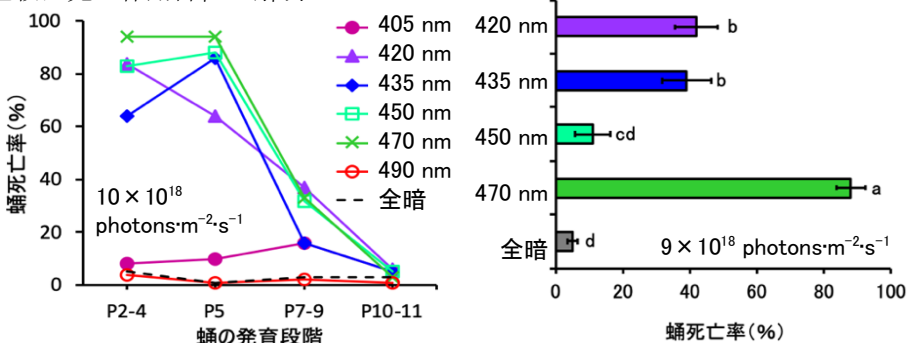 100
80
60
40
20
0
蛹死亡率(%)
10×10¹⁸
photons·m⁻²·s⁻¹
P2-4 P5 P7-9 P10-11
蛹の発育段階
405 nm
420 nm
435 nm
450 nm
470 nm
490 nm
全暗
420 nm b
435 nm b
450 nm cd
470 nm a
全暗 d
9×10¹⁸ photons·m⁻²·s⁻¹
0 20 40 60 80 100
蛹死亡率(%)